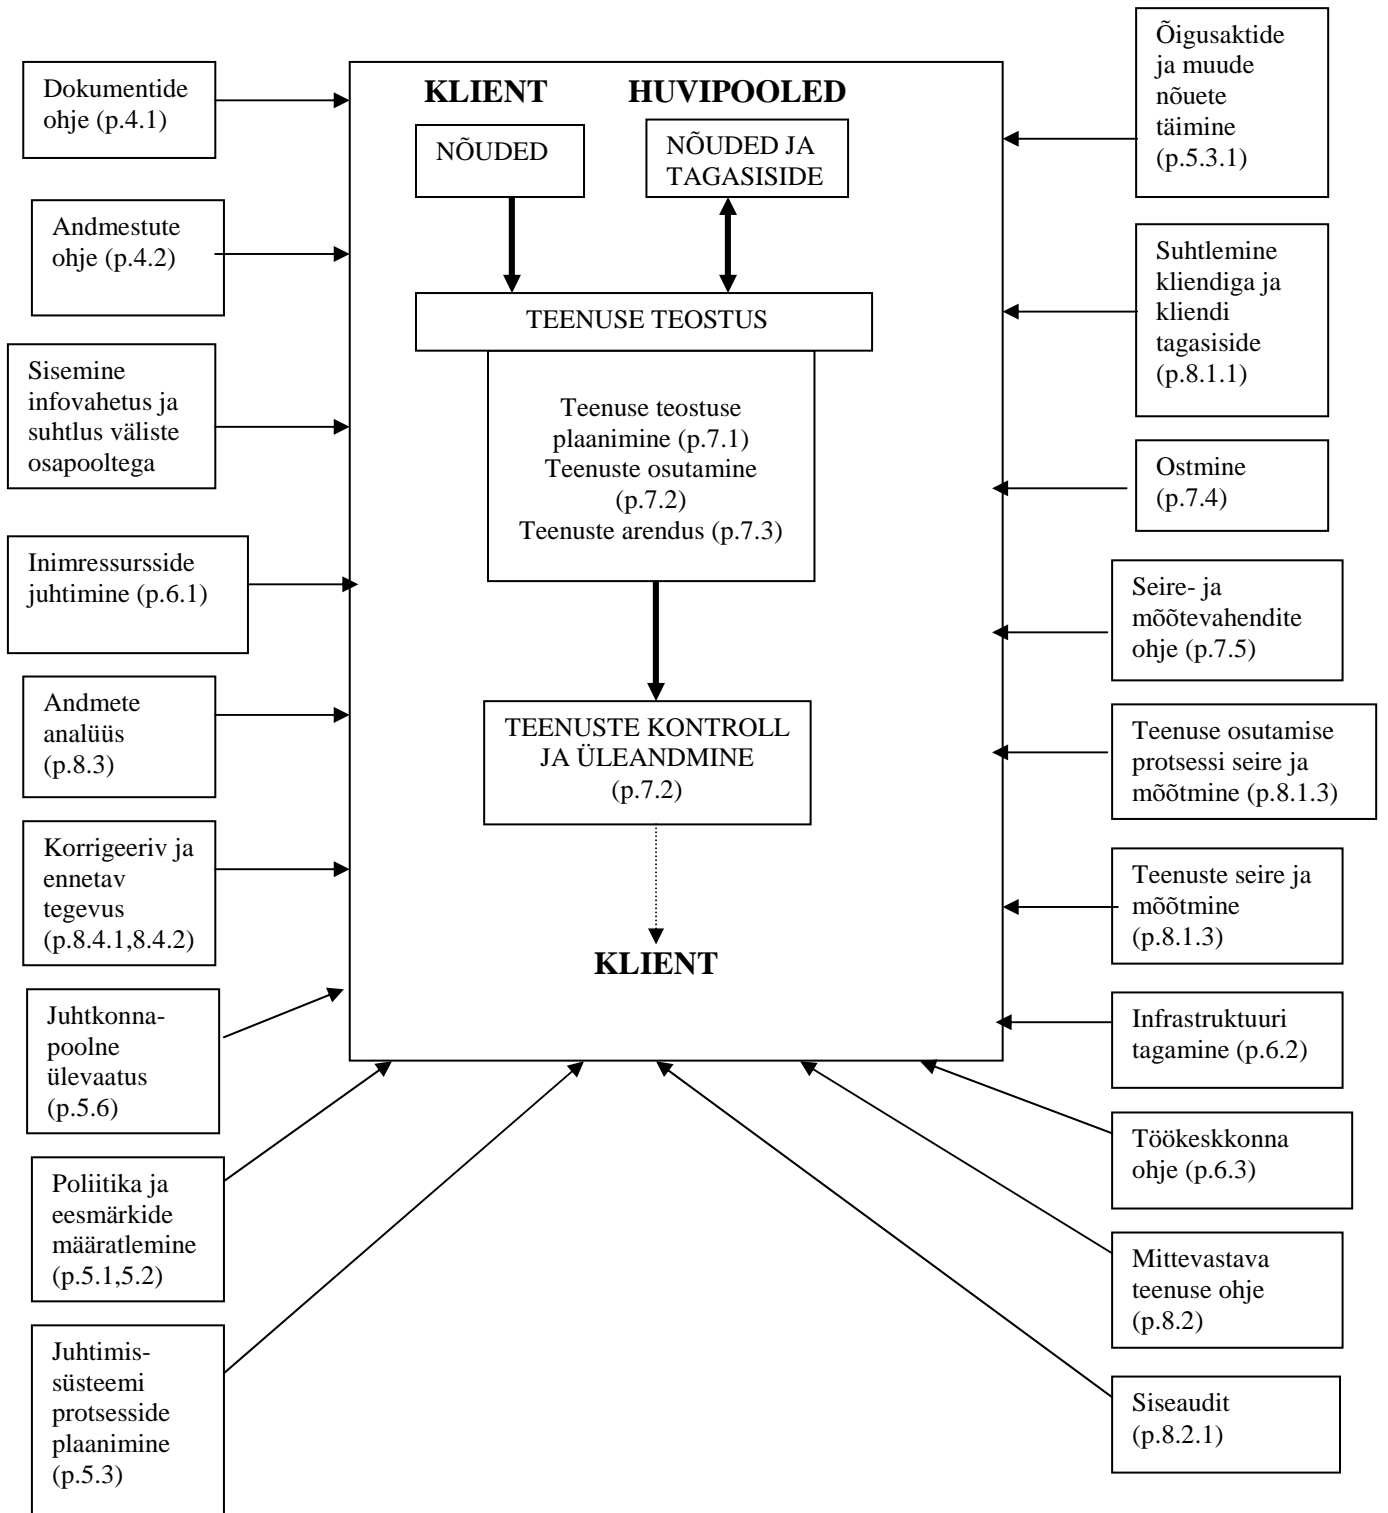 Dokumentide
ohje (p.4.1)
Andmestute
ohje (p.4.2)
Sisemine
infovahetus ja
suhtlus väliste
osapooltega
Inimressursside
juhtimine (p.6.1)
Andmete
analüüs
(p.8.3)
Korrigeeriv ja
ennetav
tegevus
(p.8.4.1,8.4.2)
Juhtkonna-
poolne
ülevaatus
(p.5.6)
Poliitika ja
eesmärkide
määratlemine
(p.5.1,5.2)
Juhtimis-
süsteemi
protsesside
plaanimine
(p.5.3)
KLIENT
HUVIPOOLED
NÕUDED
NÕUDED JA
TAGASISIDE
TEENUSE TEOSTUS
Teenuse teostuse
plaanimine (p.7.1)
Teenuste osutamine
(p.7.2)
Teenuste arendus (p.7.3)
TEENUSTE KONTROLL
JA ÜLEANDMINE
(p.7.2)
KLIENT
Õigusaktide
ja muude
nõuete
täimine
(p.5.3.1)
Suhtlemine
kliendiga ja
kliendi
tagasiside
(p.8.1.1)
Ostmine
(p.7.4)
Seire- ja
mõõtevahendite
ohje (p.7.5)
Teenuse osutamise
protsessi seire ja
mõõtmine (p.8.1.3)
Teenuste seire ja
mõõtmine
(p.8.1.3)
Infrastruktuuri
tagamine (p.6.2)
Töökeskkonna
ohje (p.6.3)
Mittevastava
teenuse ohje
(p.8.2)
Siseaudit
(p.8.2.1)